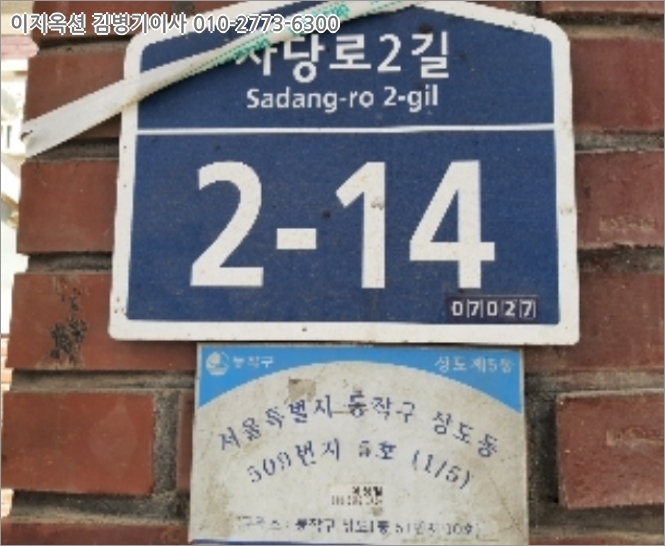 이지옥션 김병기이사 010-2773-6300
사당로2길
Sadang-ro 2-gil
2-14
07027
동작구 상도제5동
서울특별시 동작구 상도동
509번지 6호 (1/5)